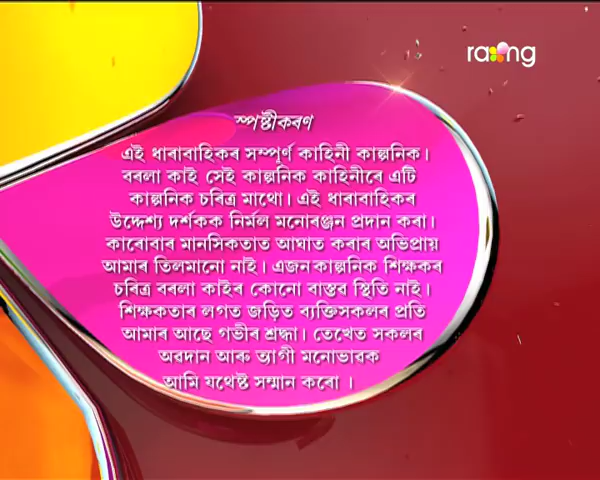 rang
স্পষ্টীকৰণ
এই ধাৰাবাহিকৰ সম্পূৰ্ণ কাহিনী কাল্পনিক।
বৰলা কাই সেই কাল্পনিক কাহিনীৰে এটি
কাল্পনিক চৰিত্ৰ মাথো। এই ধাৰাবাহিকৰ
উদ্দেশ্য দৰ্শকক নিৰ্মল মনোৰঞ্জন প্ৰদান কৰা।
কাৰোবাৰ মানসিকতাত আঘাত কৰাৰ অভিপ্ৰায়
আমাৰ তিলমানো নাই। এজন কাল্পনিক শিক্ষকৰ
চৰিত্ৰ বৰলা কাইৰ কোনো বাস্তৱ স্থিতি নাই।
শিক্ষকতাৰ লগত জড়িত ব্যক্তিসকলৰ প্ৰতি
আমাৰ আছে গভীৰ শ্ৰদ্ধা। তেখেত সকলৰ
অৱদান আৰু ত্যাগী মনোভাৱক
আমি যথেষ্ট সন্মান কৰো ।